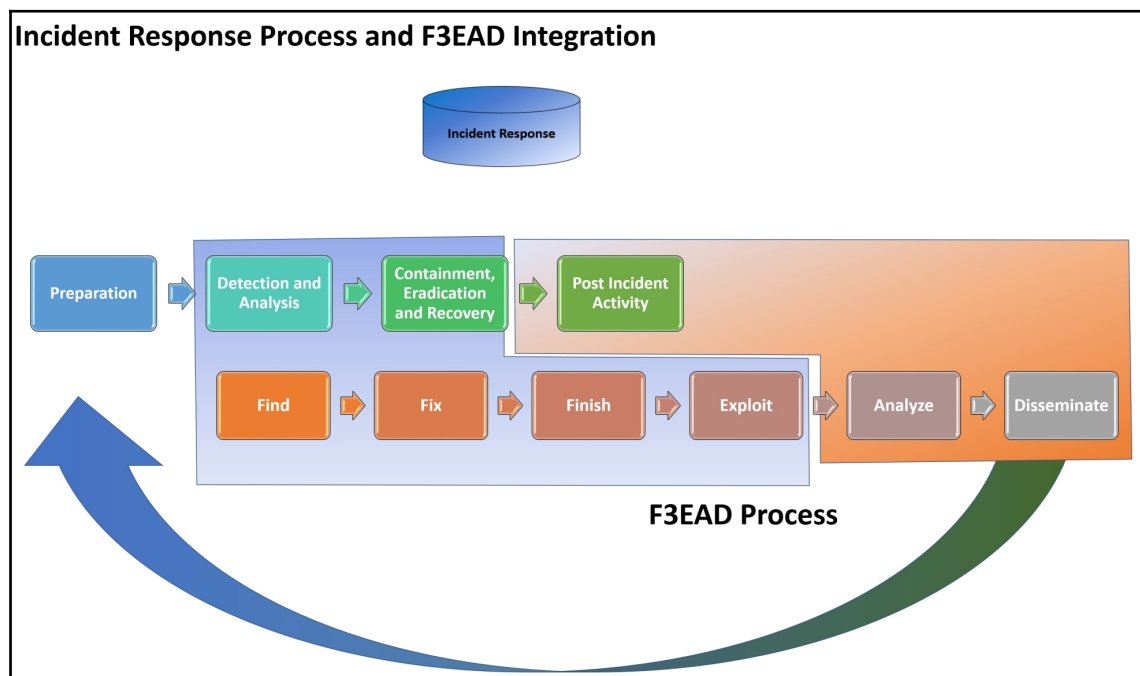 Incident Response Process and F3EAD Integration
Incident Response
Preparation
Detection and
Analysis
Containment,
Eradication
and Recovery
Post Incident
Activity
Find
Fix
Finish
Exploit
Analyze
Disseminate
F3EAD Process